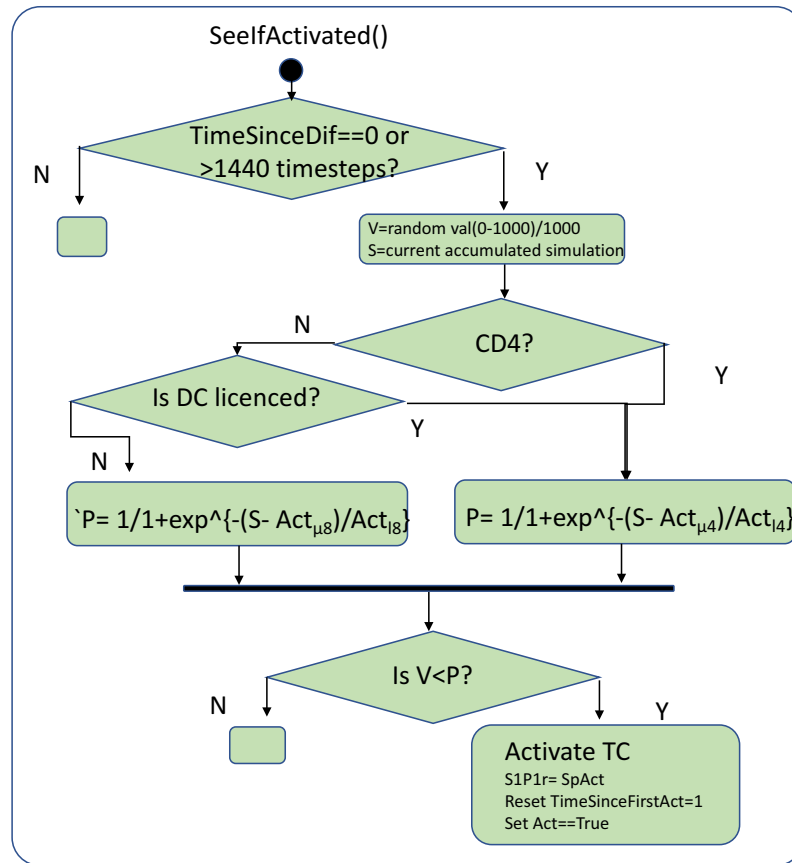 SeeIfActivated()
TimeSinceDif==0 or
>1440 timesteps?
N
Y
V=random val(0-1000)/1000
S=current accumulated simulation
N
CD4?
Y
Is DC licenced?
Y
N
`P= 1/1+exp^{-(S- Actμ8)/Actl8}
P= 1/1+exp^{-(S- Actμ4)/Actl4}
Is V<P?
N
Y
Activate TC
S1P1r= SpAct
Reset TimeSinceFirstAct=1
Set Act==True